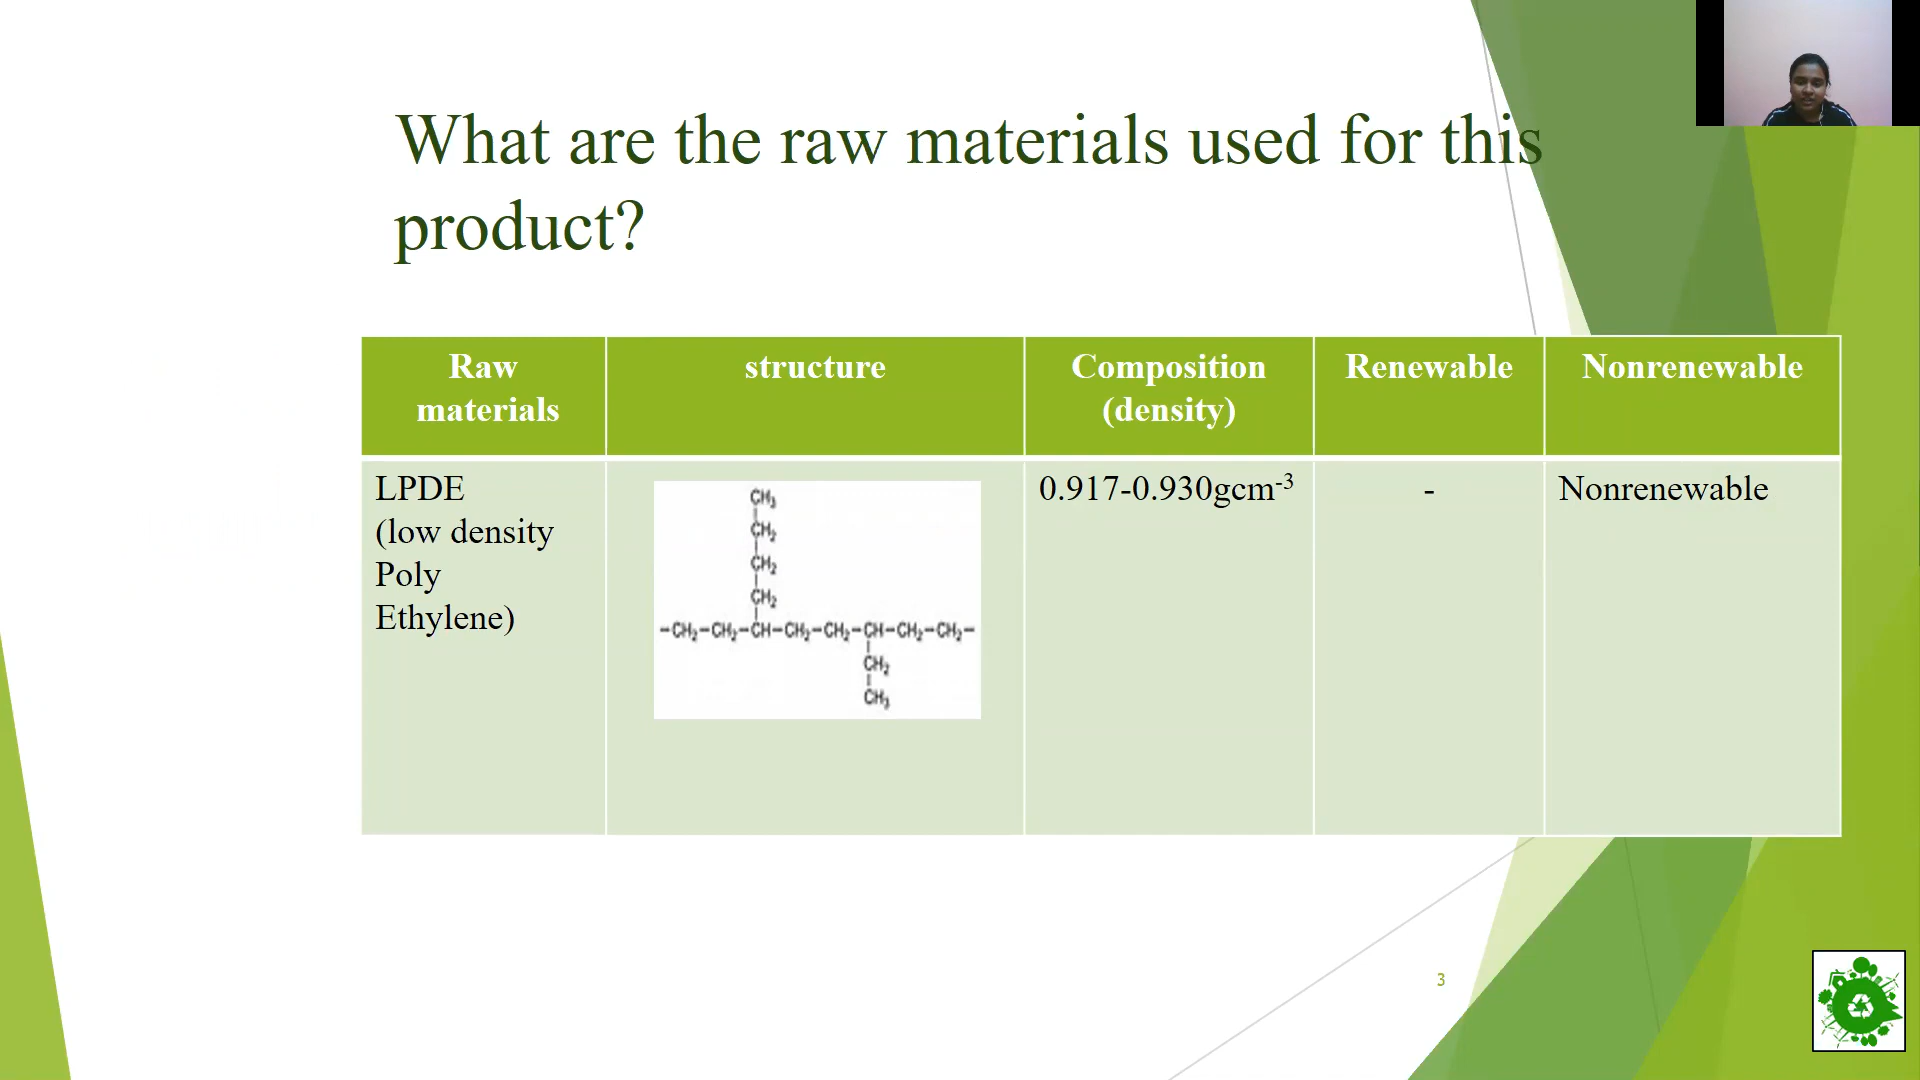 What are the raw materials used for this
product?
Raw
materials
structure
Composition
(density)
Renewable
Nonrenewable
LPDE
(low density
Poly
Ethylene)
CH₃
CH₂
CH₂
CH₂
-CH₂-CH₂-CH-CH₂-CH₂-CH-CH₂-CH₂-
CH₂
CH₃
0.917-0.930gcm⁻³
-
Nonrenewable
3